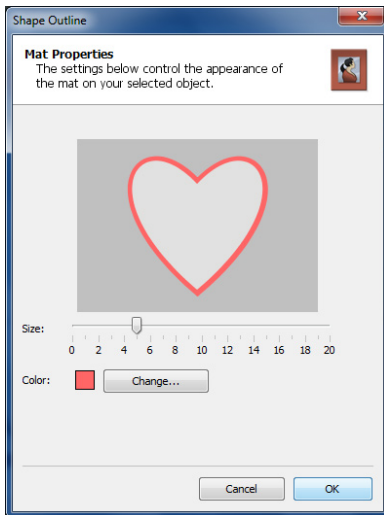 Shape Outline
Mat Properties
The settings below control the appearance of
the mat on your selected object.
Size:
0 2 4 6 8 10 12 14 16 18 20
Color:
Change...
Cancel
OK